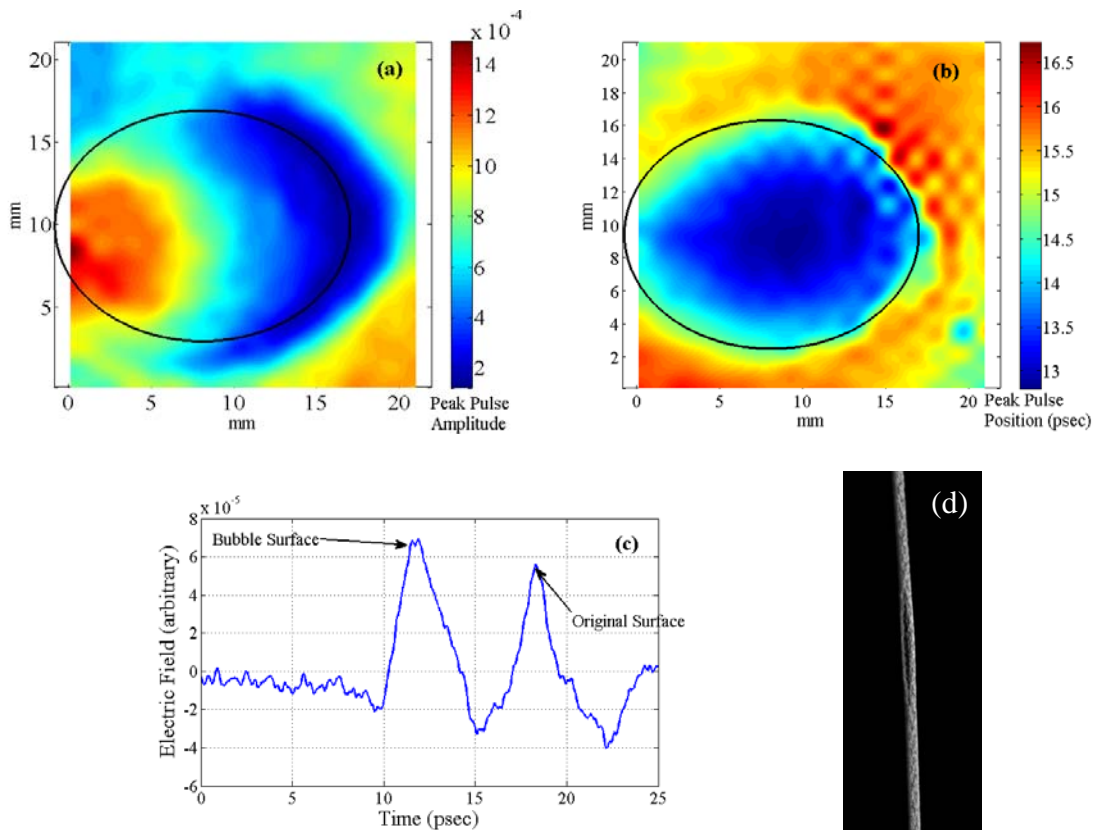 x 10⁻⁴
(a)
20
15
10
5
mm
0 5 10 15 20
mm
14
12
10
8
6
4
2
Peak Pulse
Amplitude
(b)
20
18
16
14
12
10
8
6
4
2
mm
0 5 10 15 20
mm
16.5
16
15.5
15
14.5
14
13.5
13
Peak Pulse
Position (psec)
x 10⁻⁵
(c)
8
6
4
2
0
-2
-4
-6
Electric Field (arbitrary)
Bubble Surface
Original Surface
0 5 10 15 20 25
Time (psec)
(d)